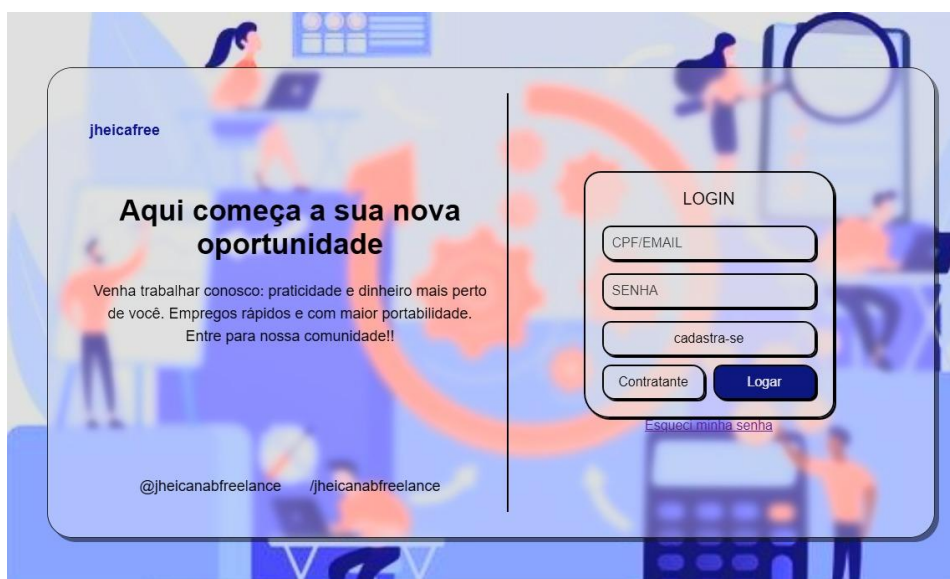 jheicafree
Aqui começa a sua nova
oportunidade
Venha trabalhar conosco: praticidade e dinheiro mais perto
de você. Empregos rápidos e com maior portabilidade.
Entre para nossa comunidade!!
@jheicanabfreelance /jheicanabfreelance
LOGIN
CPF/EMAIL
SENHA
cadastra-se
Contratante Logar
Esqueci minha senha